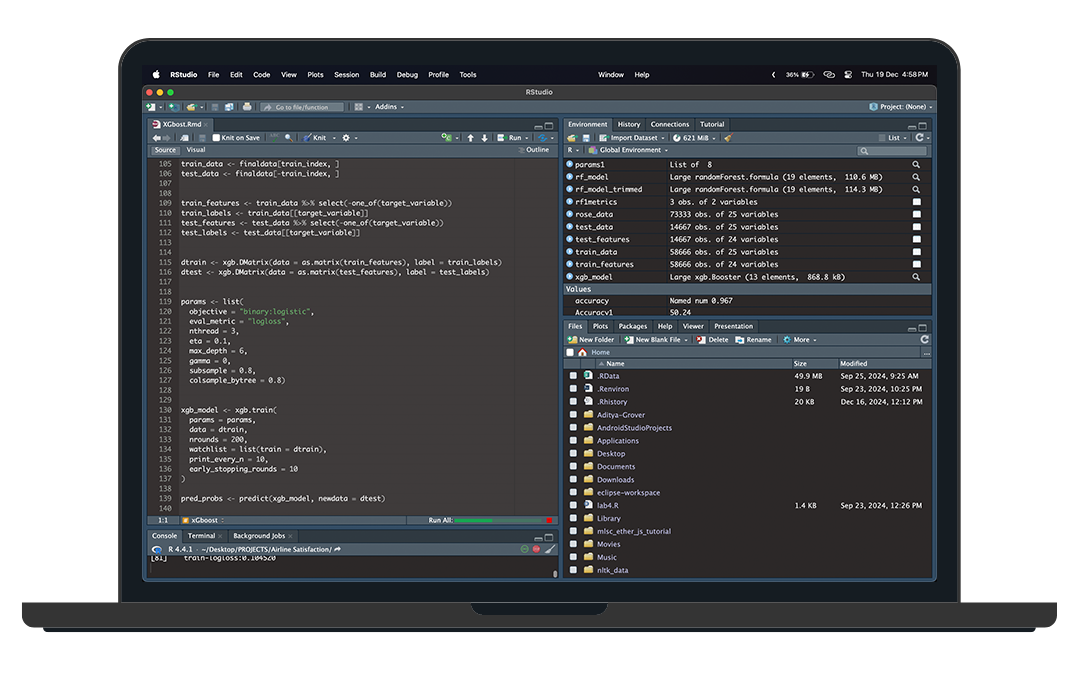 RStudio File Edit Code View Plots Session Build Debug Profile Tools Window Help 36% Thu 19 Dec 4:58 PM
RStudio
Go to file/function Addins Project: (None)
XGbost.Rmd
Knit on Save ABC Knit Run
Source Visual Outline
105 train_data <- finaldata[train_index, ]
106 test_data <- finaldata[-train_index, ]
107
108
109 train_features <- train_data %>% select(-one_of(target_variable))
110 train_labels <- train_data[[target_variable]]
111 test_features <- test_data %>% select(-one_of(target_variable))
112 test_labels <- test_data[[target_variable]]
113
114
115 dtrain <- xgb.DMatrix(data = as.matrix(train_features), label = train_labels)
116 dtest <- xgb.DMatrix(data = as.matrix(test_features), label = test_labels)
117
118
119 params <- list(
120 objective = "binary:logistic",
121 eval_metric = "logloss",
122 nthread = 3,
123 eta = 0.1,
124 max_depth = 6,
125 gamma = 0,
126 subsample = 0.8,
127 colsample_bytree = 0.8)
128
129
130 xgb_model <- xgb.train(
131 params = params,
132 data = dtrain,
133 nrounds = 200,
134 watchlist = list(train = dtrain),
135 print_every_n = 10,
136 early_stopping_rounds = 10
137 )
138
139 pred_probs <- predict(xgb_model, newdata = dtest)
140
1:1 xGboost Run All:
Console Terminal Background Jobs
R 4.4.1 · ~/Desktop/PROJECTS/Airline Satisfaction/
[81] train-logloss:0.104520
Environment History Connections Tutorial
Import Dataset 621 MiB List
R Global Environment
params1 List of 8
rf_model Large randomForest.formula (19 elements, 110.6 MB)
rf_model_trimmed Large randomForest.formula (19 elements, 114.3 MB)
rf1metrics 3 obs. of 2 variables
rose_data 73333 obs. of 25 variables
test_data 14667 obs. of 25 variables
test_features 14667 obs. of 24 variables
train_data 58666 obs. of 25 variables
train_features 58666 obs. of 24 variables
xgb_model Large xgb.Booster (13 elements, 868.8 kB)
Values
accuracy Named num 0.967
Accuracy1 50.24
Files Plots Packages Help Viewer Presentation
New Folder New Blank File Delete Rename More
Home ...
Name Size Modified
.RData 49.9 MB Sep 25, 2024, 9:25 AM
.Renviron 19 B Sep 23, 2024, 10:25 PM
.Rhistory 20 KB Dec 16, 2024, 12:12 PM
Aditya-Grover
AndroidStudioProjects
Applications
Desktop
Documents
Downloads
eclipse-workspace
lab4.R 1.4 KB Sep 23, 2024, 12:26 PM
Library
mlsc_ether_js_tutorial
Movies
Music
nltk_data